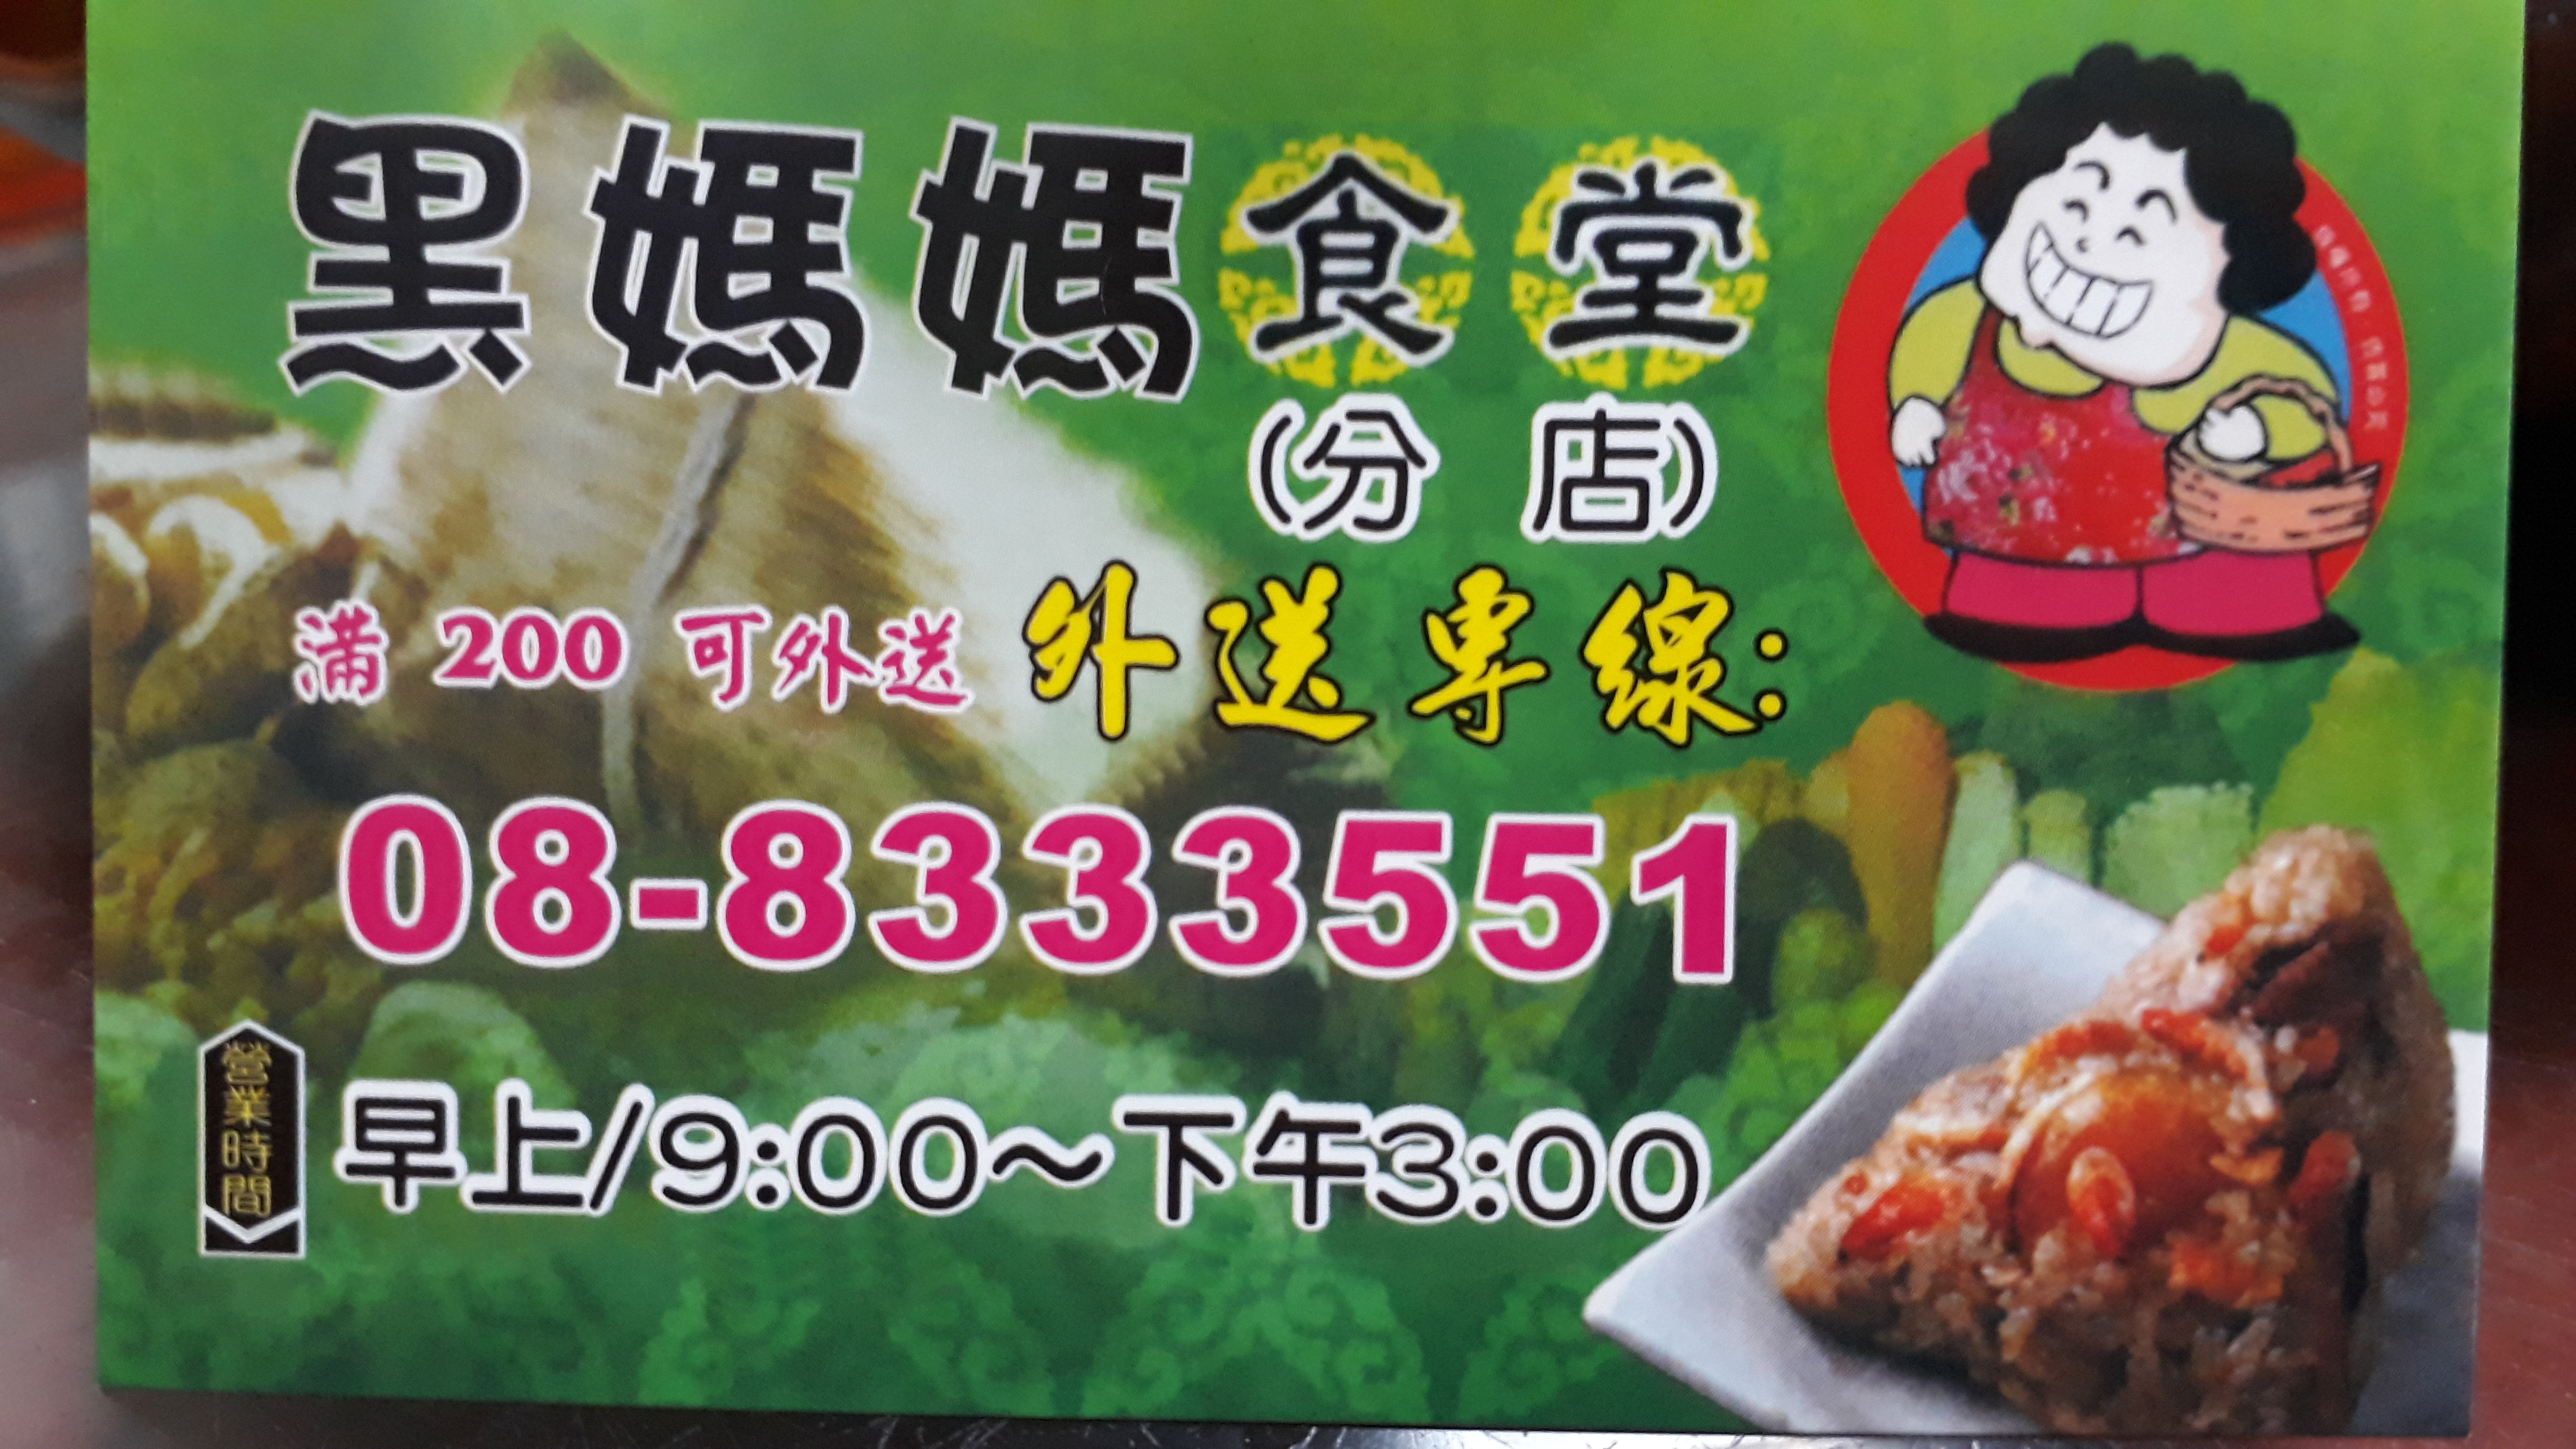 黑媽媽食堂
(分店)
滿 200 可外送 外送專線:
08-8333551
營業時間
早上/9:00～下午3:00